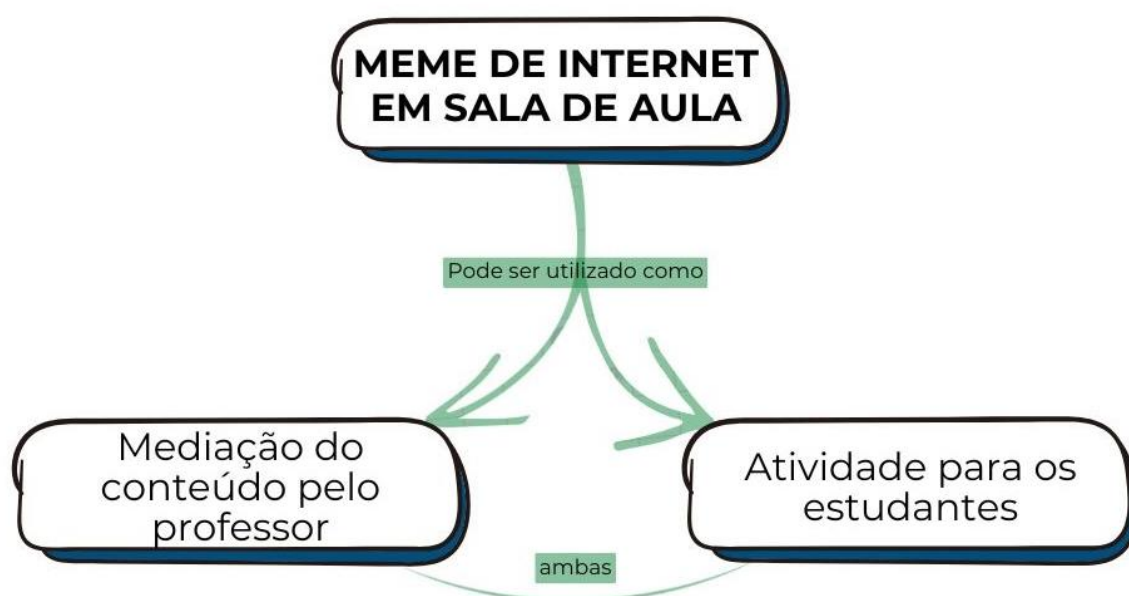 MEME DE INTERNET
EM SALA DE AULA
Pode ser utilizado como
Mediação do
conteúdo pelo
professor
Atividade para os
estudantes
ambas